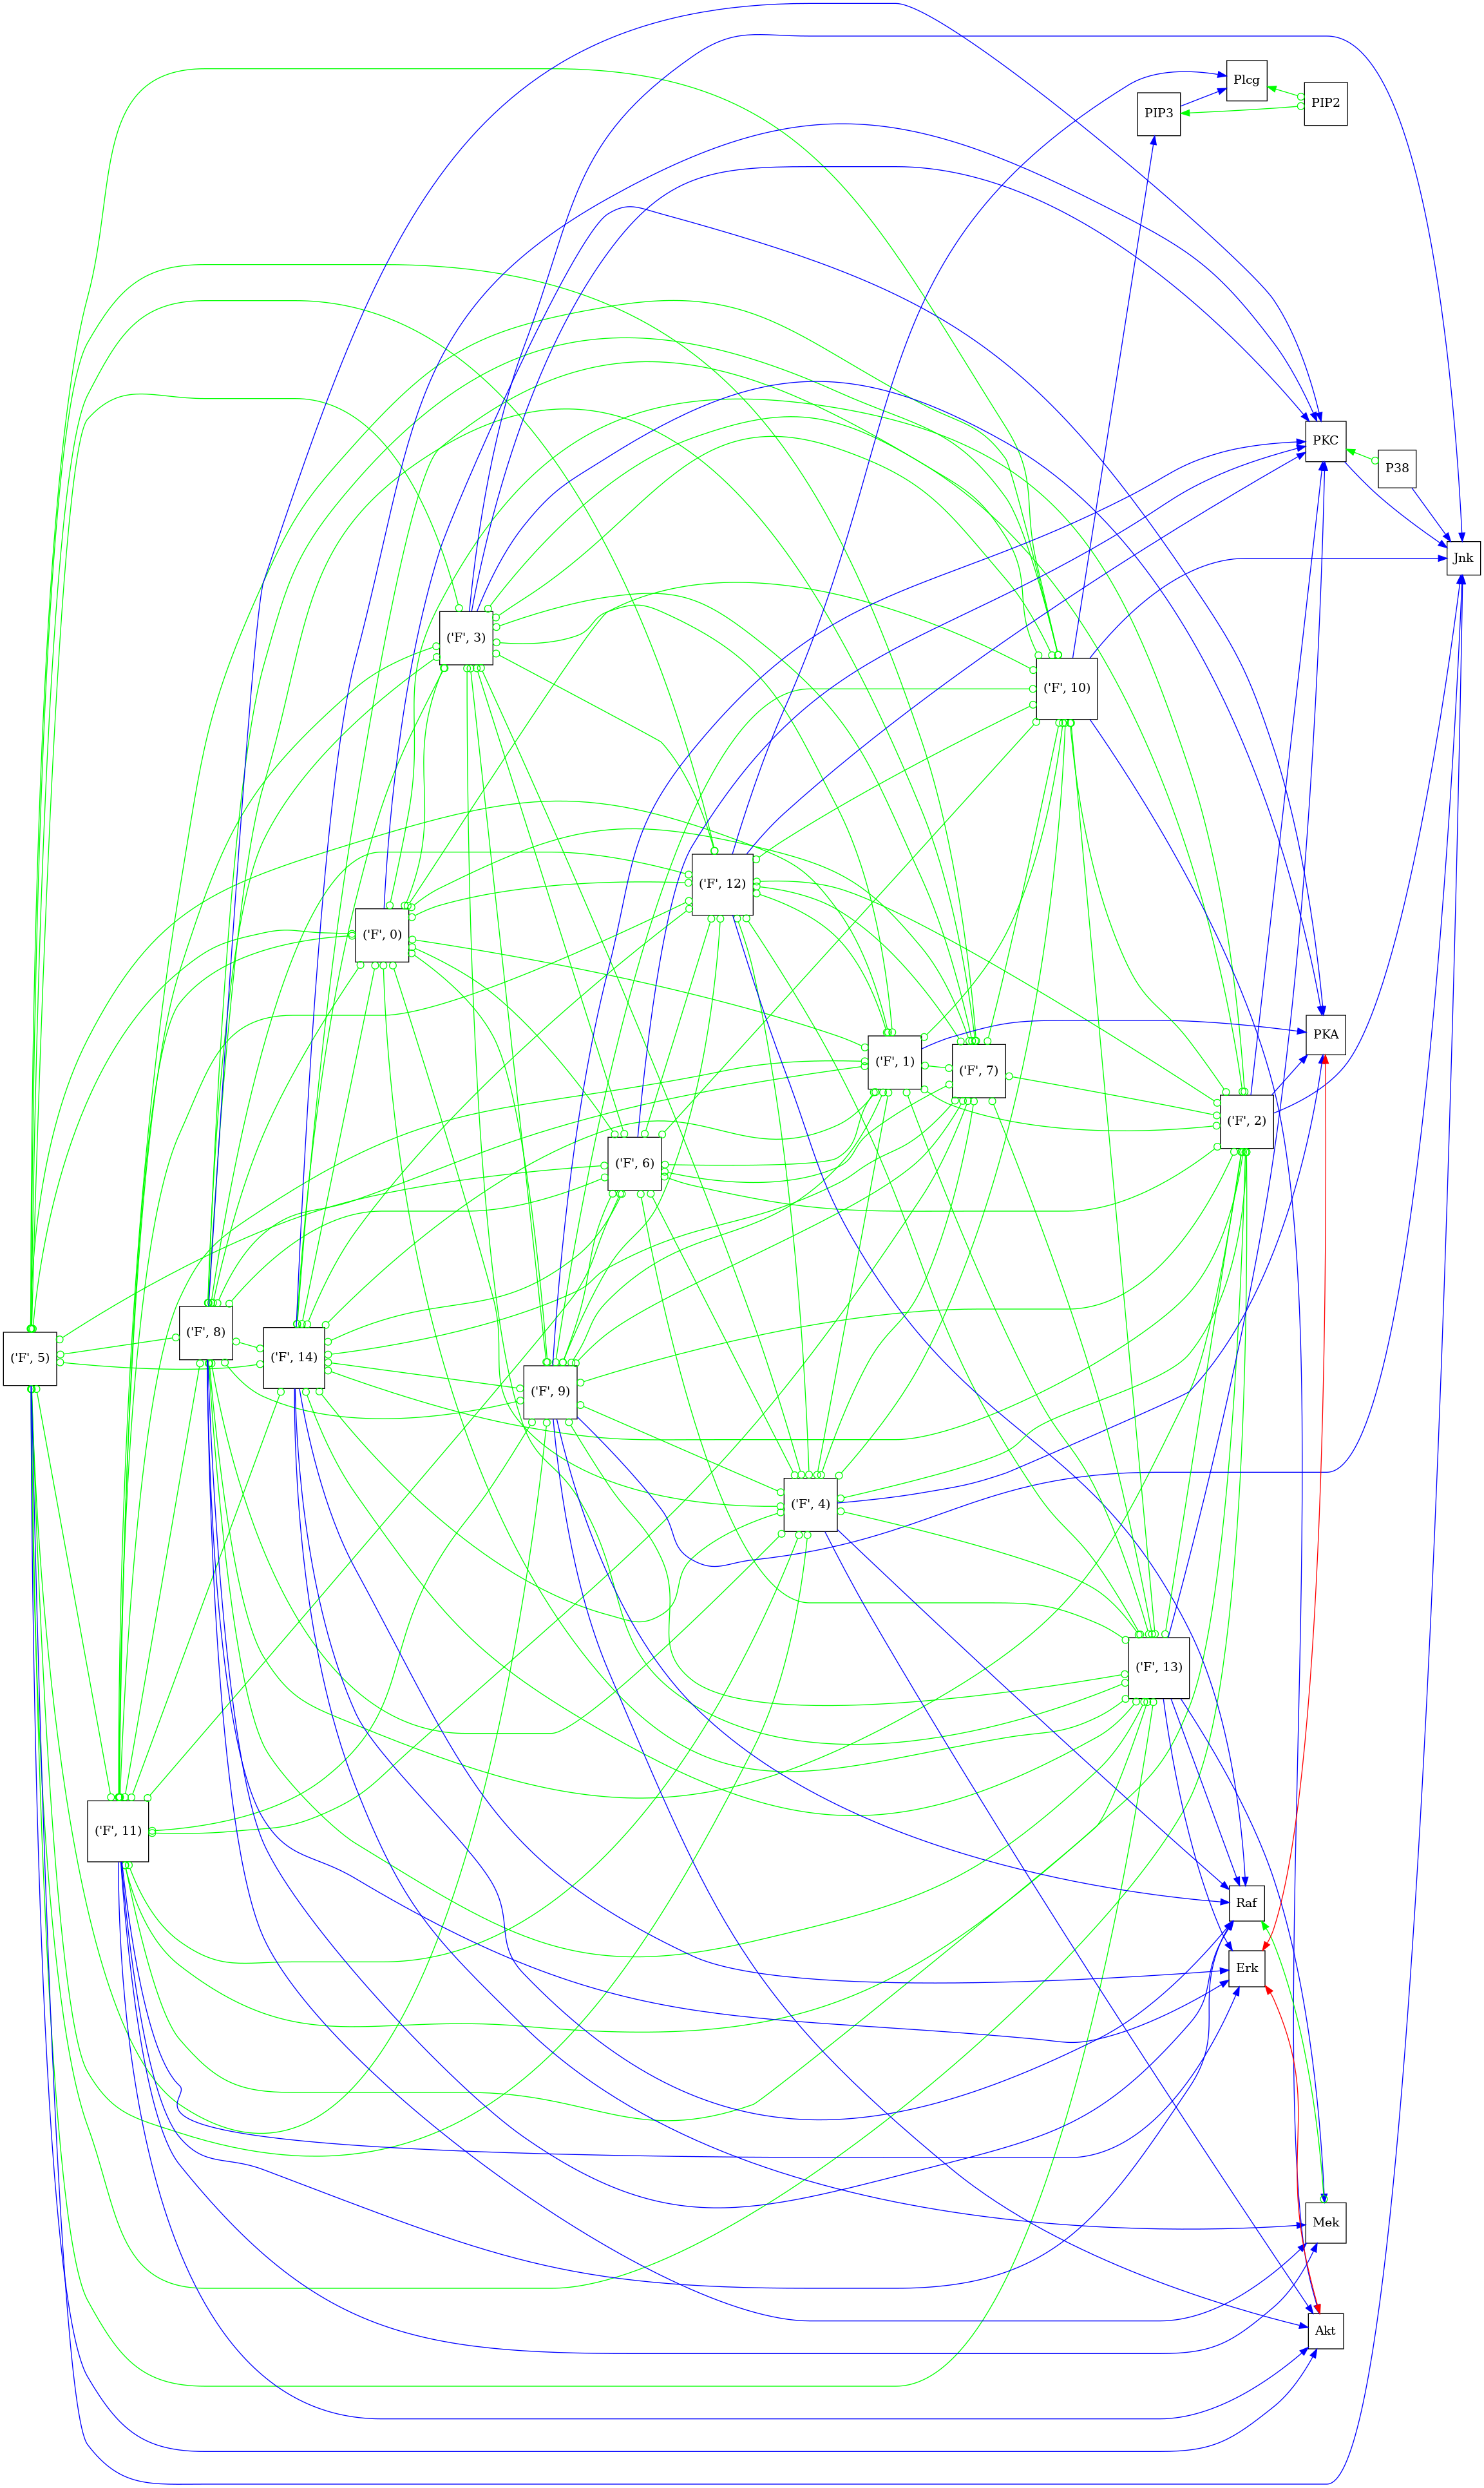 Plcg
PIP2
PIP3
PKC
P38
Jnk
('F', 3)
('F', 10)
('F', 12)
('F', 0)
PKA
('F', 1)
('F', 7)
('F', 2)
('F', 6)
('F', 8)
('F', 14)
('F', 5)
('F', 9)
('F', 4)
('F', 13)
('F', 11)
Raf
Erk
Mek
Akt